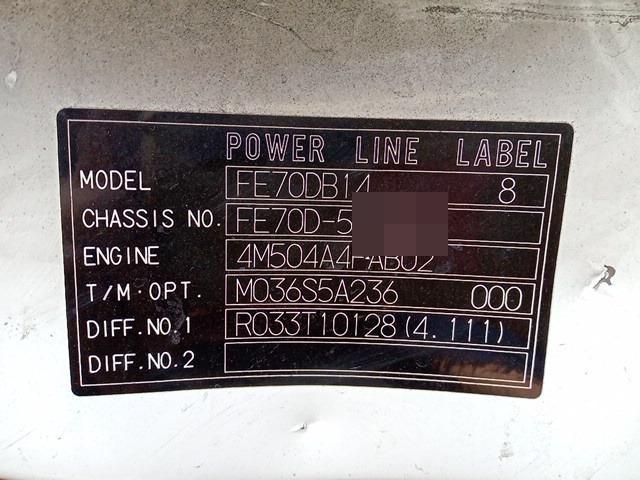 POWER LINE LABEL
MODEL FE70DB14 8
CHASSIS NO. FE70D-5
ENGINE 4M504A4FAB02
T/M·OPT. M036S5A236 000
DIFF.NO.1 R033T10128(4.111)
DIFF.NO.2